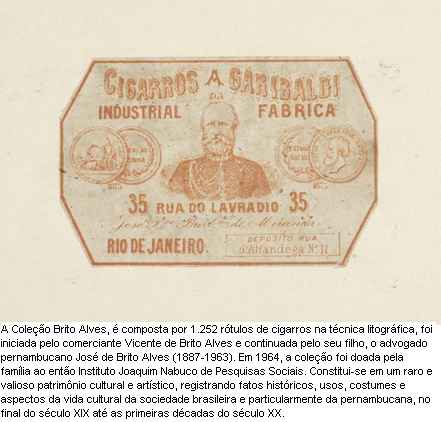 CIGARROS A GARIBALDI
DA
INDUSTRIAL FABRICA
35 RUA DO LAVRADIO 35
RIO DE JANEIRO.
DEPOSITO RUA
d'Alfandega Nº 11
A Coleção Brito Alves, é composta por 1.252 rótulos de cigarros na técnica litográfica, foi
iniciada pelo comerciante Vicente de Brito Alves e continuada pelo seu filho, o advogado
pernambucano José de Brito Alves (1887-1963). Em 1964, a coleção foi doada pela
família ao então Instituto Joaquim Nabuco de Pesquisas Sociais. Constitui-se em um raro e
valioso patrimônio cultural e artístico, registrando fatos históricos, usos, costumes e
aspectos da vida cultural da sociedade brasileira e particularmente da pernambucana, no
final do século XIX até as primeiras décadas do século XX.